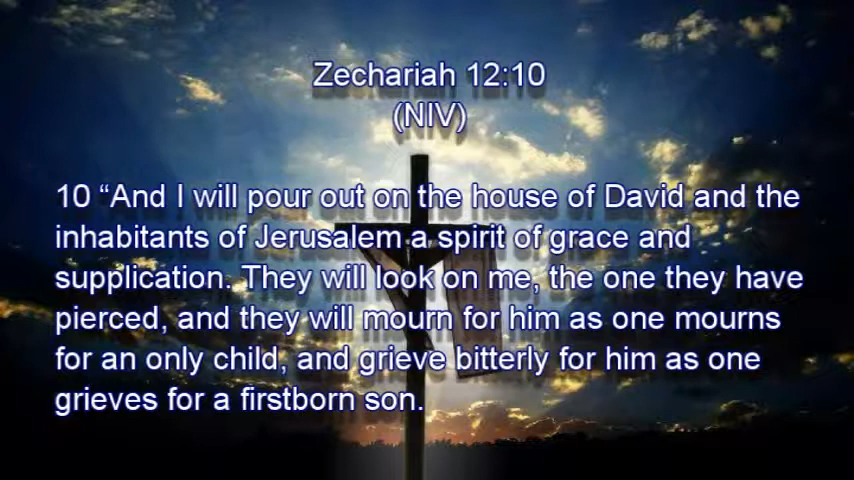 Zechariah 12:10
(NIV)
10 “And I will pour out on the house of David and the
inhabitants of Jerusalem a spirit of grace and
supplication. They will look on me, the one they have
pierced, and they will mourn for him as one mourns
for an only child, and grieve bitterly for him as one
grieves for a firstborn son.